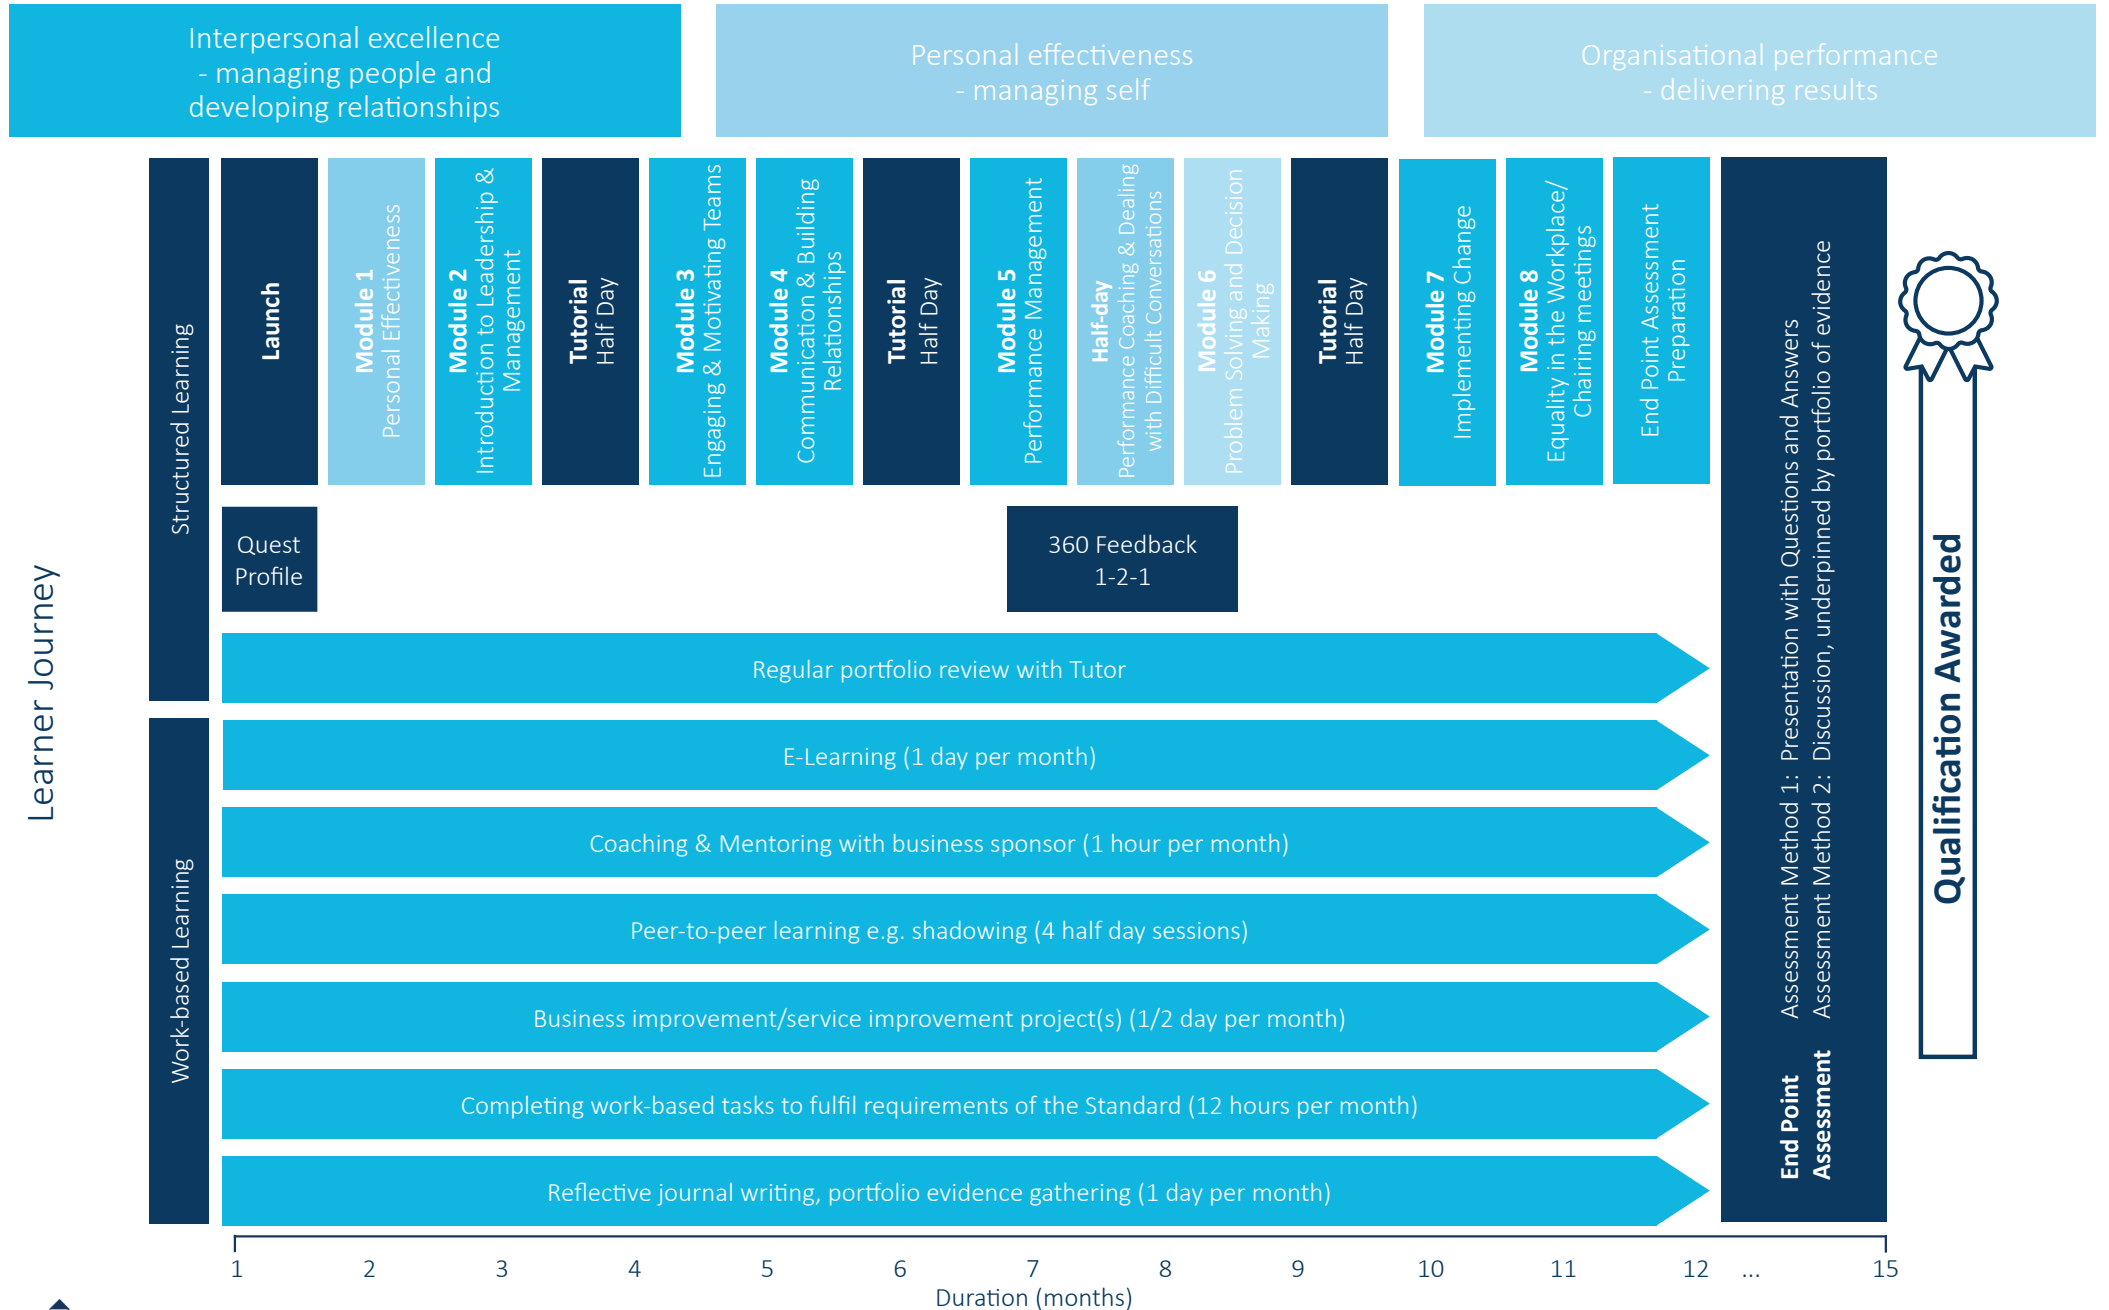 Interpersonal excellence
- managing people and
developing relationships
Personal effectiveness
- managing self
Organisational performance
- delivering results
Learner Journey
Structured Learning
Launch
Module 1
Personal Effectiveness
Module 2
Introduction to Leadership &
Management
Tutorial
Half Day
Module 3
Engaging & Motivating Teams
Module 4
Communication & Building
Relationships
Tutorial
Half Day
Module 5
Performance Management
Half-day
Performance Coaching & Dealing
with Difficult Conversations
Module 6
Problem Solving and Decision
Making
Tutorial
Half Day
Module 7
Implementing Change
Module 8
Equality in the Workplace/
Chairing meetings
End Point Assessment
Preparation
Quest
Profile
360 Feedback
1-2-1
Regular portfolio review with Tutor
Work-based Learning
E-Learning (1 day per month)
Coaching & Mentoring with business sponsor (1 hour per month)
Peer-to-peer learning e.g. shadowing (4 half day sessions)
Business improvement/service improvement project(s) (1/2 day per month)
Completing work-based tasks to fulfil requirements of the Standard (12 hours per month)
Reflective journal writing, portfolio evidence gathering (1 day per month)
End Point Assessment Method 1: Presentation with Questions and Answers
Assessment Assessment Method 2: Discussion, underpinned by portfolio of evidence
Qualification Awarded
1 2 3 4 5 6 7 8 9 10 11 12 ... 15
Duration (months)